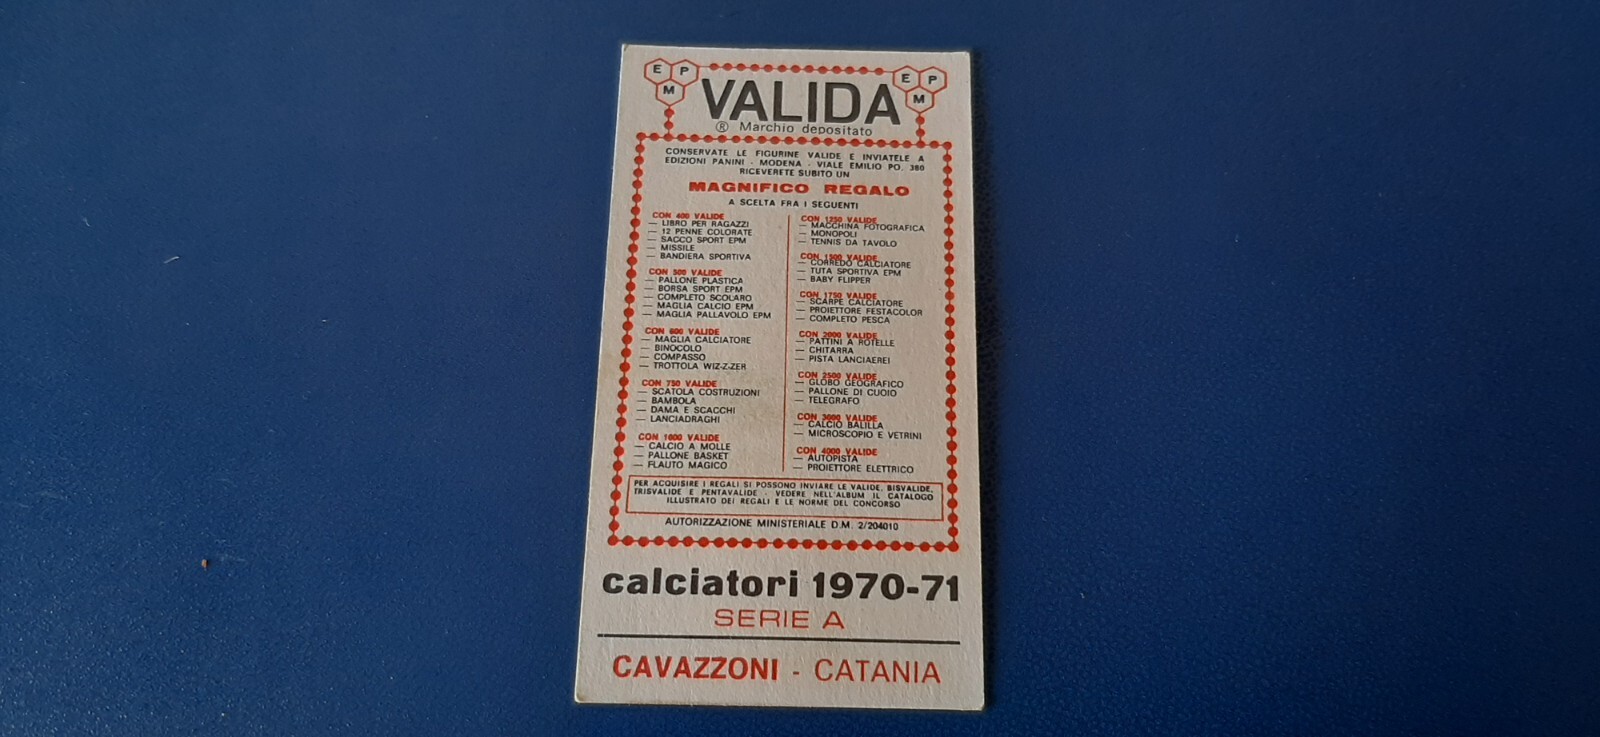 E P M
E P M
VALIDA
® Marchio depositato
CONSERVATE LE FIGURINE VALIDE E INVIATELE A
EDIZIONI PANINI - MODENA - VIALE EMILIO PO, 380
RICEVERETE SUBITO UN
MAGNIFICO REGALO
A SCELTA FRA I SEGUENTI
CON 400 VALIDE
— LIBRO PER RAGAZZI
— 12 PENNE COLORATE
— SACCO SPORT EPM
— MISSILE
— BANDIERA SPORTIVA
CON 500 VALIDE
— PALLONE PLASTICA
— BORSA SPORT EPM
— COMPLETO SCOLARO
— MAGLIA CALCIO EPM
— MAGLIA PALLAVOLO EPM
CON 600 VALIDE
— MAGLIA CALCIATORE
— BINOCOLO
— COMPASSO
— TROTTOLA WIZ-Z-ZER
CON 750 VALIDE
— SCATOLA COSTRUZIONI
— BAMBOLA
— DAMA E SCACCHI
— LANCIADRAGHI
CON 1000 VALIDE
— CALCIO A MOLLE
— PALLONE BASKET
— FLAUTO MAGICO
CON 1250 VALIDE
— MACCHINA FOTOGRAFICA
— MONOPOLI
— TENNIS DA TAVOLO
CON 1500 VALIDE
— CORREDO CALCIATORE
— TUTA SPORTIVA EPM
— BABY FLIPPER
CON 1750 VALIDE
— SCARPE CALCIATORE
— PROIETTORE FESTACOLOR
— COMPLETO PESCA
CON 2000 VALIDE
— PATTINI A ROTELLE
— CHITARRA
— PISTA LANCIAEREI
CON 2500 VALIDE
— GLOBO GEOGRAFICO
— PALLONE DI CUOIO
— TELEGRAFO
CON 3000 VALIDE
— CALCIO BALILLA
— MICROSCOPIO E VETRINI
CON 4000 VALIDE
— AUTOPISTA
— PROIETTORE ELETTRICO
PER ACQUISIRE I REGALI SI POSSONO INVIARE LE VALIDE, BISVALIDE,
TRISVALIDE E PENTAVALIDE - VEDERE NELL'ALBUM IL CATALOGO
ILLUSTRATO DEI REGALI E LE NORME DEL CONCORSO
AUTORIZZAZIONE MINISTERIALE D.M. 2/204010
calciatori 1970-71
SERIE A
CAVAZZONI - CATANIA